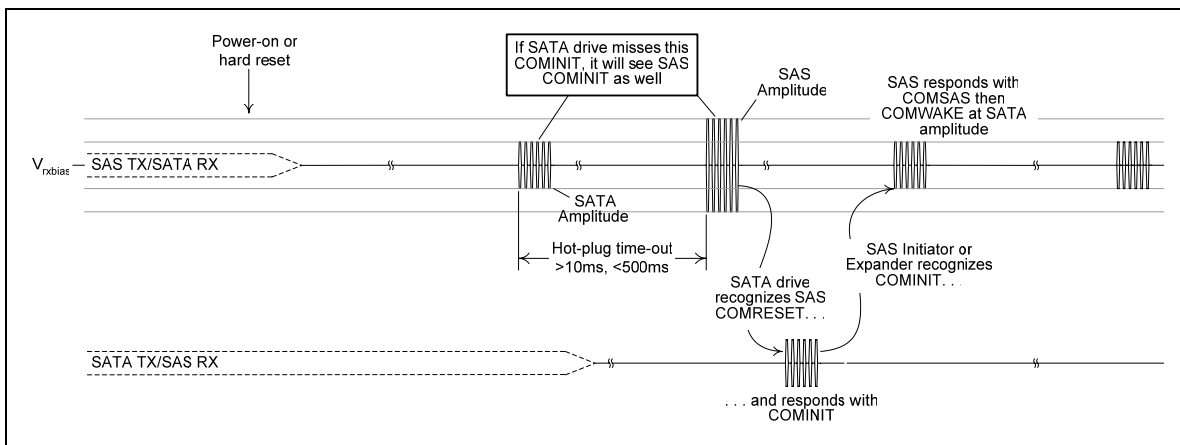 Power-on or
hard reset
If SATA drive misses this
COMINIT, it will see SAS
COMINIT as well
SAS
Amplitude
SAS responds with
COMSAS then
COMWAKE at SATA
amplitude
Vrxbias
SAS TX/SATA RX
SATA
Amplitude
Hot-plug time-out
>10ms, <500ms
SAS Initiator or
Expander recognizes
COMINIT. . .
SATA drive
recognizes SAS
COMRESET. . .
SATA TX/SAS RX
. . . and responds with
COMINIT